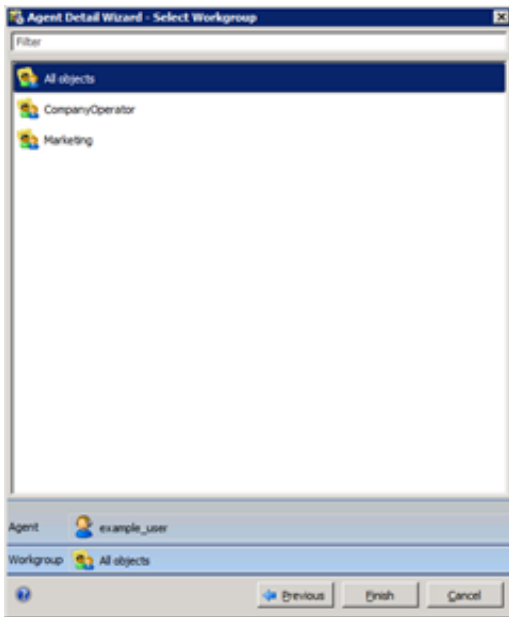 Agent Detail Wizard - Select Workgroup
Filter
All objects
CompanyOperator
Marketing
Agent example_user
Workgroup All objects
Previous Finish Cancel